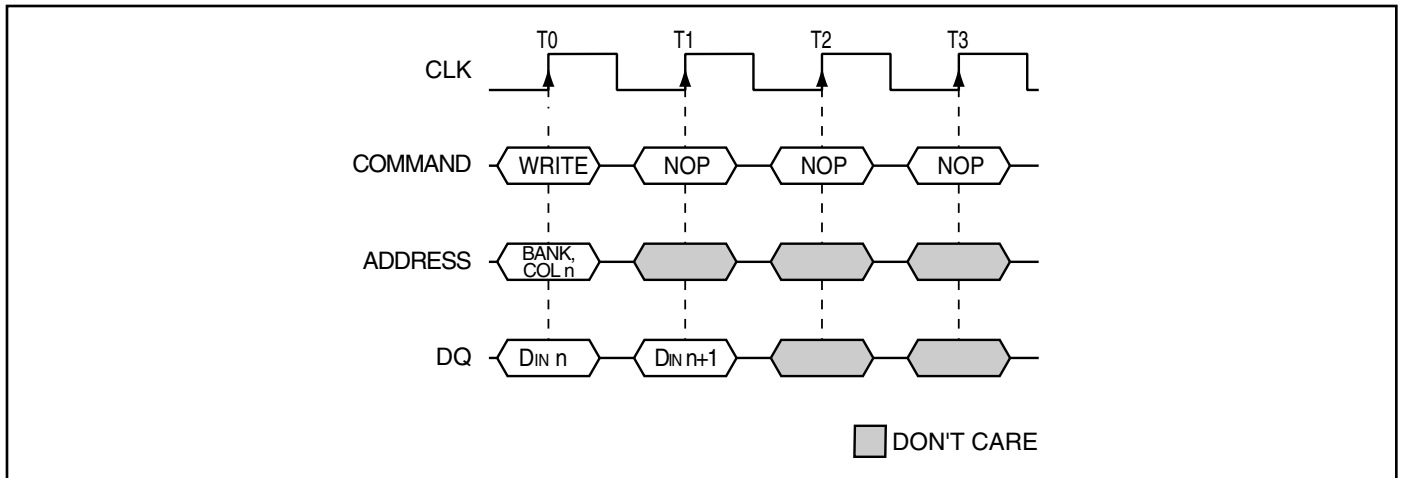 T0 T1 T2 T3
CLK
COMMAND WRITE NOP NOP NOP
ADDRESS BANK,
COL n
DQ DIN n DIN n+1
DON'T CARE